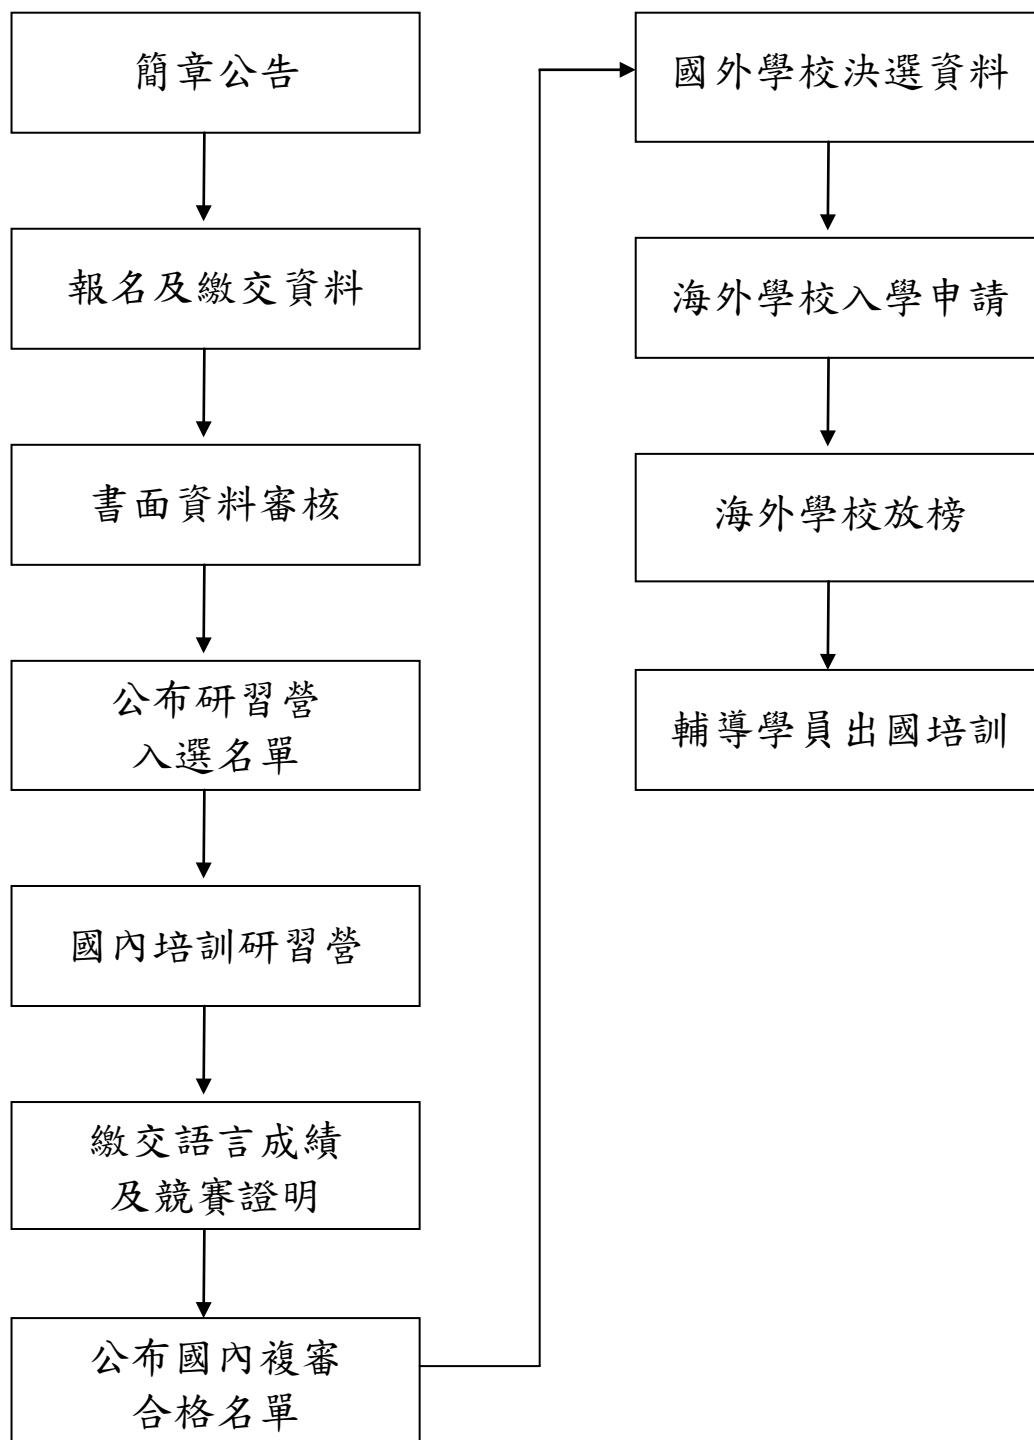 簡章公告
報名及繳交資料
書面資料審核
公布研習營
入選名單
國內培訓研習營
繳交語言成績
及競賽證明
公布國內複審
合格名單
國外學校決選資料
海外學校入學申請
海外學校放榜
輔導學員出國培訓